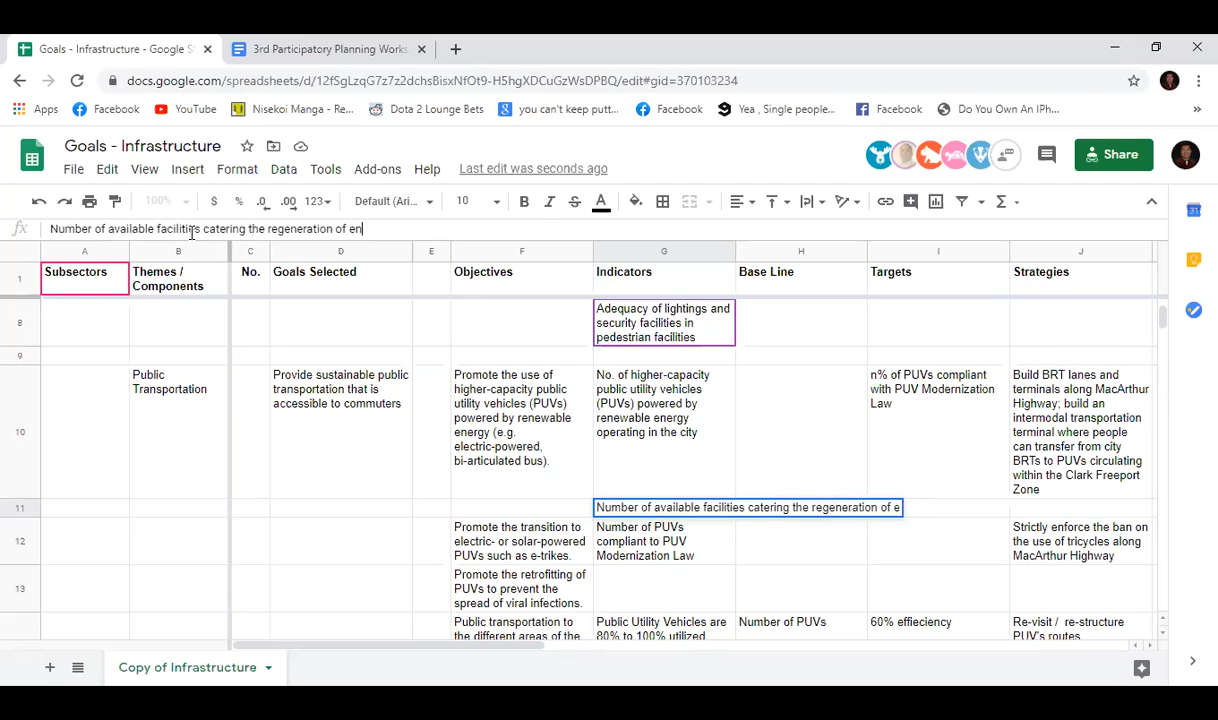 Goals - Infrastructure - Google S
3rd Participatory Planning Works
docs.google.com/spreadsheets/d/12fSgLzqG7z7z2dchsBisxNfOt9-H5hgXDCuGzWsDPBQ/edit#gid=370103234
Apps Facebook YouTube Nisekoi Manga - Re... Dota 2 Lounge Bets you can't keep putt... Facebook Yea , Single people... Facebook Do You Own An IPh...
Goals - Infrastructure
Share
File Edit View Insert Format Data Tools Add-ons Help Last edit was seconds ago
100% $ % .0 .00 123 Default (Ari... 10 B I S A
fx Number of available facilities catering the regeneration of en
A B C D E F G H I J
1 Subsectors
Themes /
Components
No.
Goals Selected
Objectives
Indicators
Base Line
Targets
Strategies
8
Adequacy of lightings and
security facilities in
pedestrian facilities
9
10
Public
Transportation
Provide sustainable public
transportation that is
accessible to commuters
Promote the use of
higher-capacity public
utility vehicles (PUVs)
powered by renewable
energy (e.g.
electric-powered,
bi-articulated bus).
No. of higher-capacity
public utility vehicles
(PUVs) powered by
renewable energy
operating in the city
n% of PUVs compliant
with PUV Modernization
Law
Build BRT lanes and
terminals along MacArthur
Highway; build an
intermodal transportation
terminal where people
can transfer from city
BRTs to PUVs circulating
within the Clark Freeport
Zone
11
Number of available facilities catering the regeneration of e
12
Promote the transition to
electric- or solar-powered
PUVs such as e-trikes.
Number of PUVs
compliant to PUV
Modernization Law
Strictly enforce the ban on
the use of tricycles along
MacArthur Highway
13
Promote the retrofitting of
PUVs to prevent the
spread of viral infections.
Public transportation to
the different areas of the
Public Utility Vehicles are
80% to 100% utilized
Number of PUVs
60% effieciency
Re-visit / re-structure
PUV's routes
Copy of Infrastructure
31